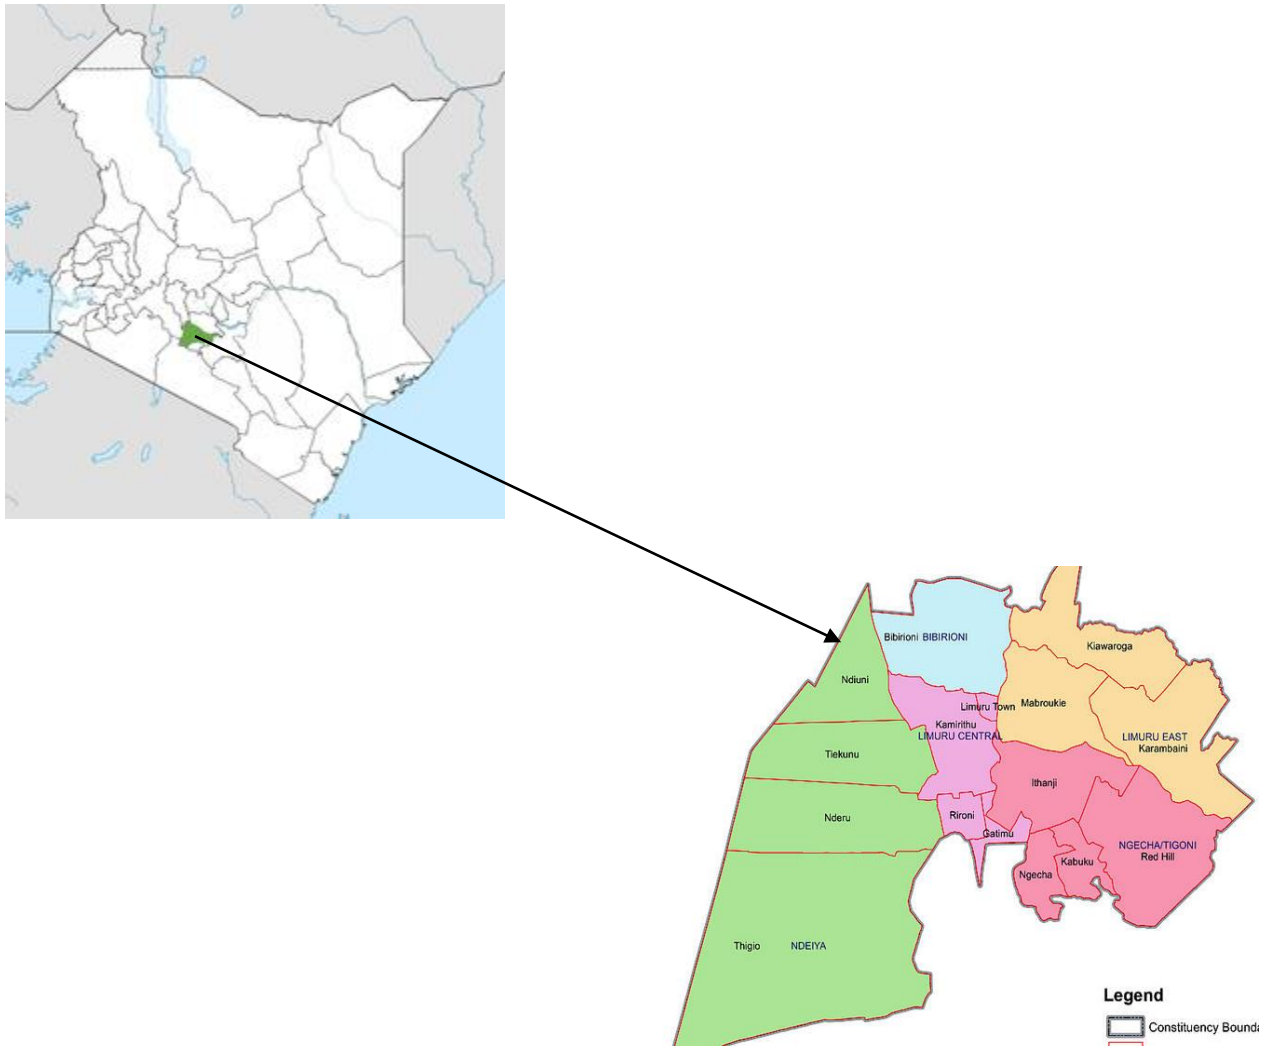 Kiawaroga
Bibirioni BIBIRIONI
Ndiuni
Limuru Town
Mabroukie
Kamirithu
LIMURU CENTRAL
LIMURU EAST
Karambaini
Tiekunu
Ithanji
Nderu
Rironi
Gatimu
NGECHA/TIGONI
Red Hill
Kabuku
Ngecha
Thigio NDEIYA
Legend
Constituency Bounda